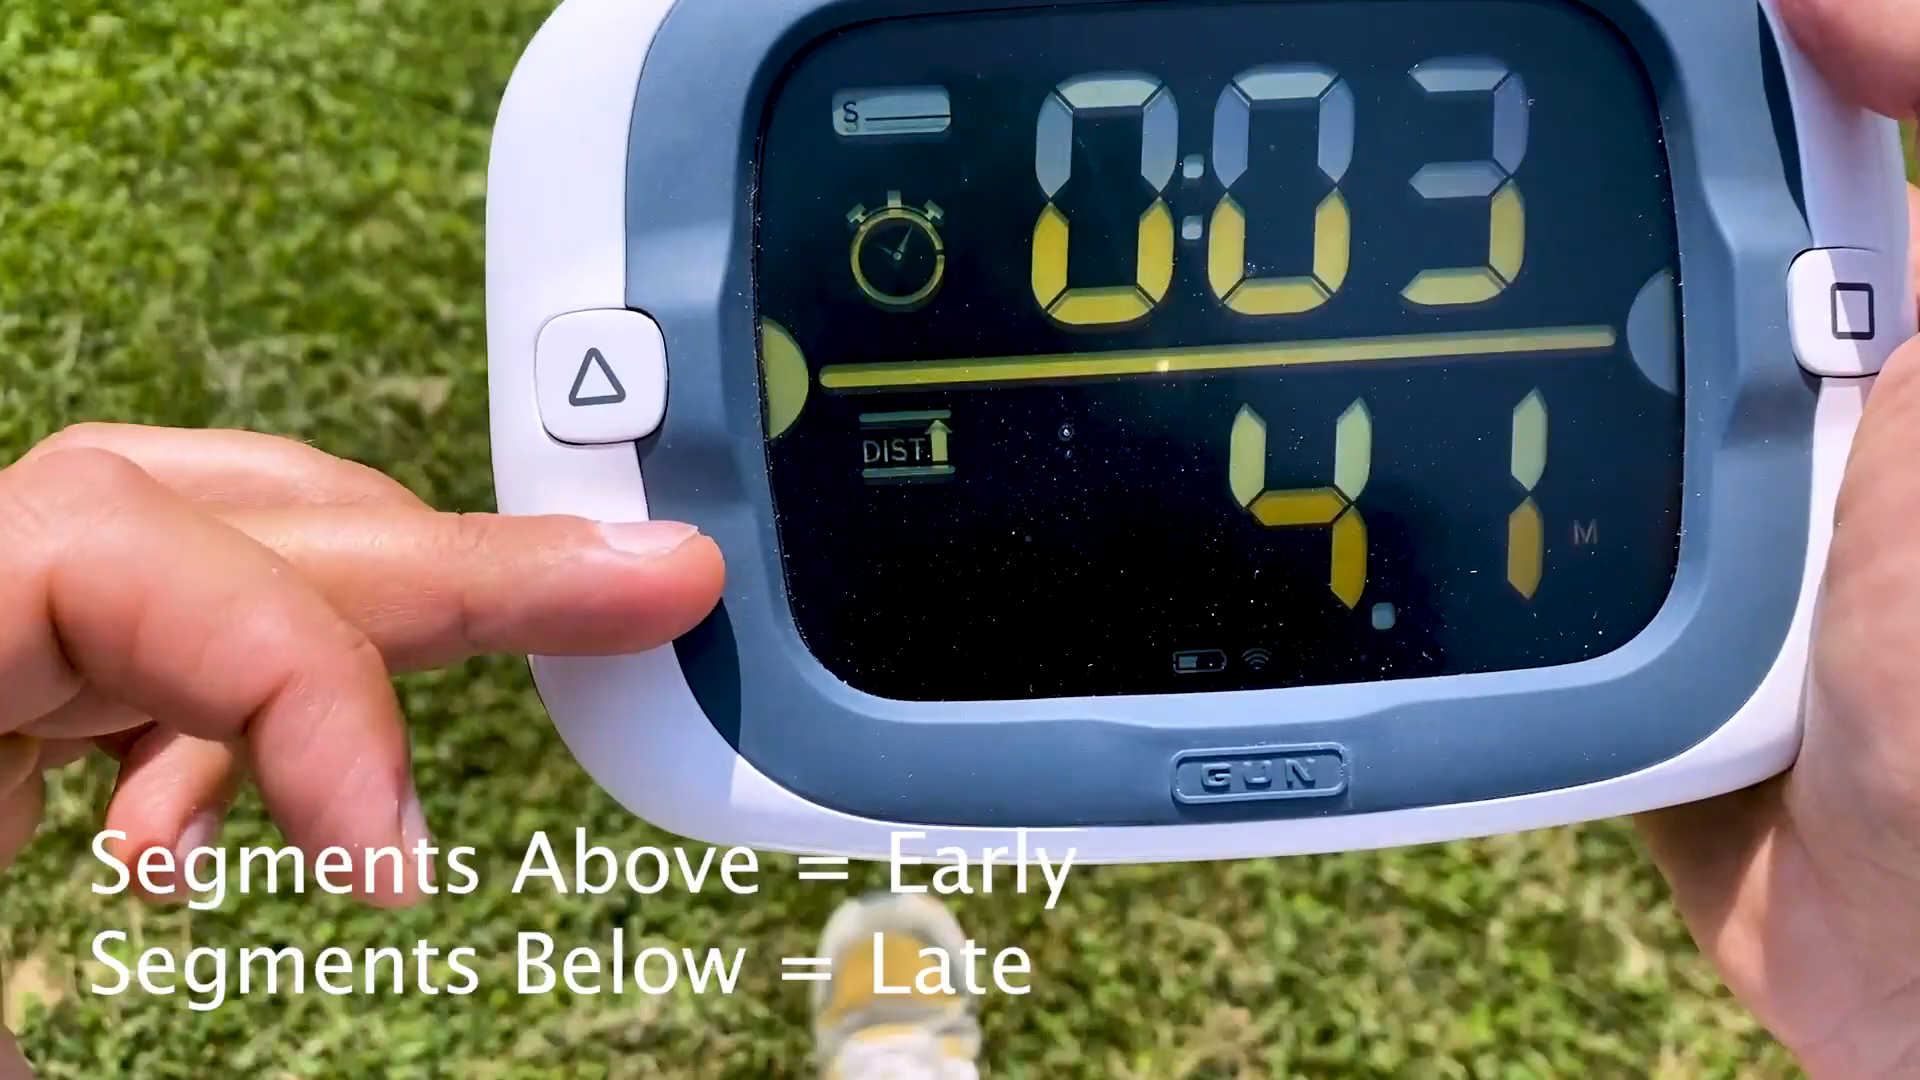 S
0:03
DIST.
41 M
GUN
Segments Above = Early
Segments Below = Late